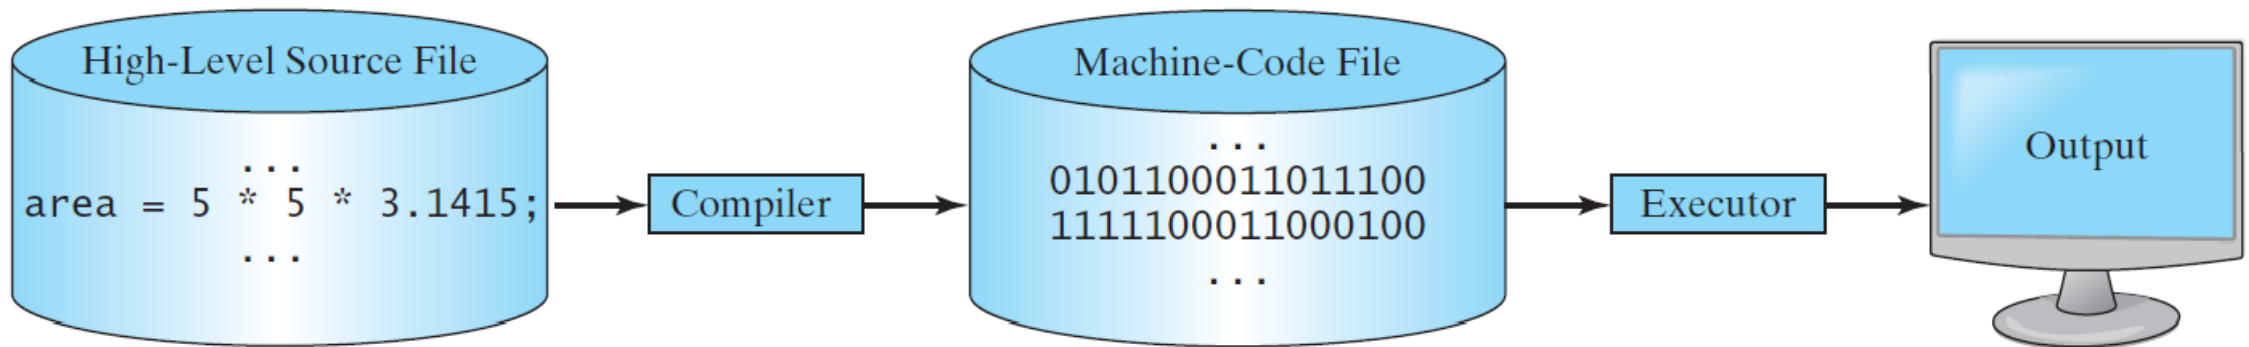 High-Level Source File
...
area = 5 * 5 * 3.1415;
...
Compiler
Machine-Code File
...
0101100011011100
1111100011000100
...
Executor
Output